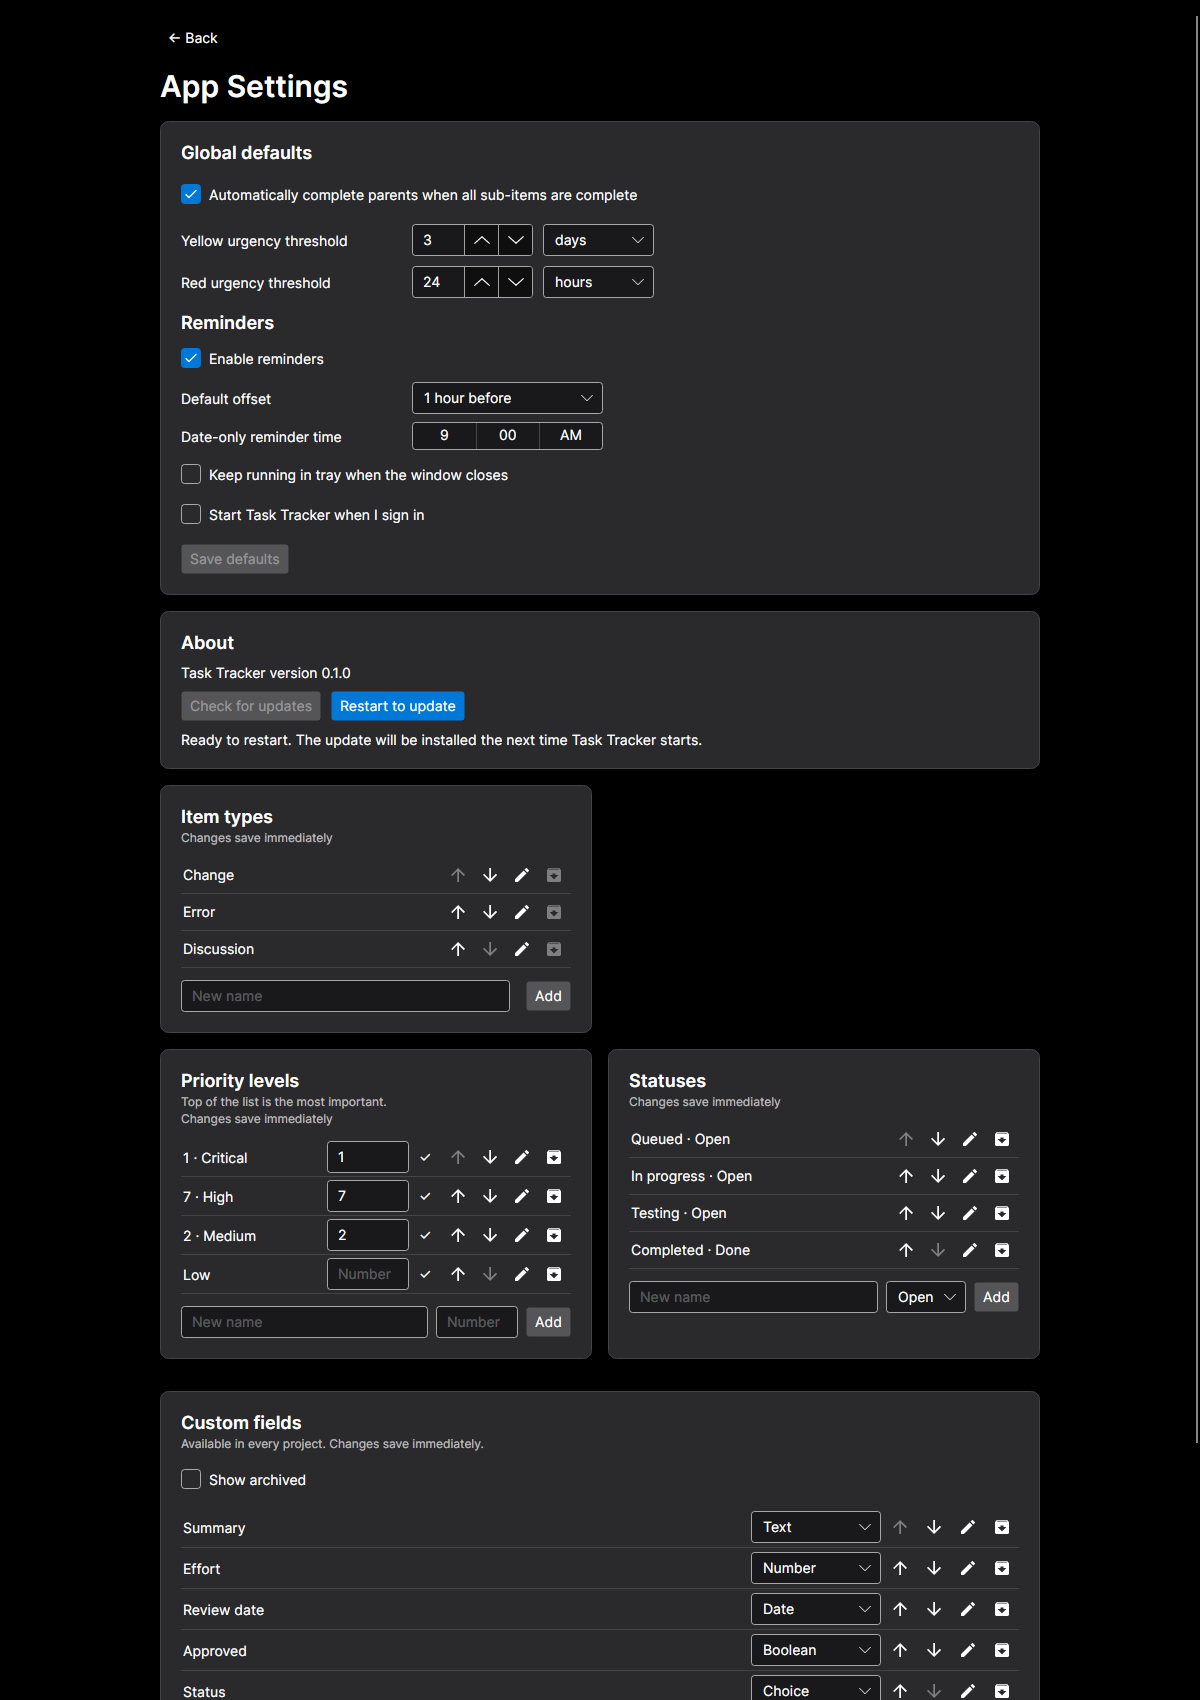 Back
App Settings
Global defaults
Automatically complete parents when all sub-items are complete
Yellow urgency threshold 3 days
Red urgency threshold 24 hours
Reminders
Enable reminders
Default offset 1 hour before
Date-only reminder time 9 00 AM
Keep running in tray when the window closes
Start Task Tracker when I sign in
Save defaults
About
Task Tracker version 0.1.0
Check for updates Restart to update
Ready to restart. The update will be installed the next time Task Tracker starts.
Item types
Changes save immediately
Change
Error
Discussion
New name Add
Priority levels
Top of the list is the most important.
Changes save immediately
1 · Critical 1
7 · High 7
2 · Medium 2
Low Number
New name Number Add
Statuses
Changes save immediately
Queued · Open
In progress · Open
Testing · Open
Completed · Done
New name Open Add
Custom fields
Available in every project. Changes save immediately.
Show archived
Summary Text
Effort Number
Review date Date
Approved Boolean
Status Choice